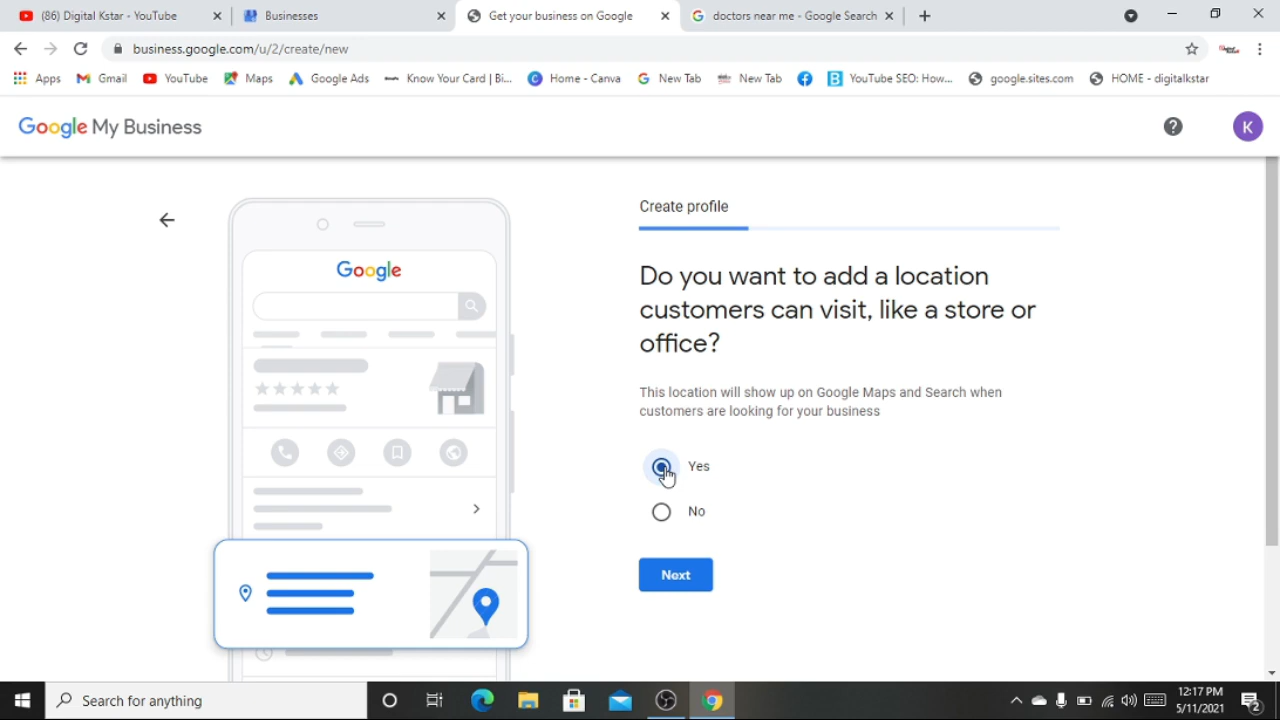 (86) Digital Kstar - YouTube
Businesses
Get your business on Google
doctors near me - Google Search
business.google.com/u/2/create/new
Apps
Gmail
YouTube
Maps
Google Ads
Know Your Card | Bi...
Home - Canva
New Tab
New Tab
YouTube SEO: How...
google.sites.com
HOME - digitalkstar
Google My Business
K
Google
Create profile
Do you want to add a location
customers can visit, like a store or
office?
This location will show up on Google Maps and Search when
customers are looking for your business
Yes
No
Next
Search for anything
12:17 PM
5/11/2021
2